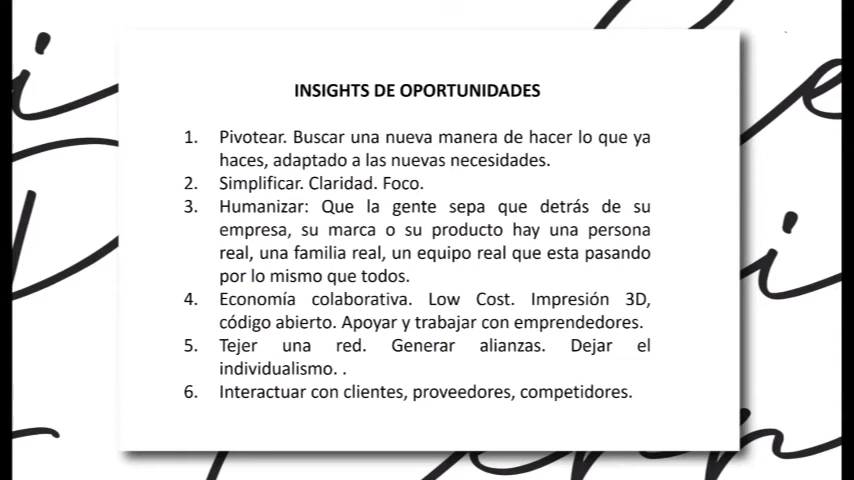 INSIGHTS DE OPORTUNIDADES
1. Pivotear. Buscar una nueva manera de hacer lo que ya
haces, adaptado a las nuevas necesidades.
2. Simplificar. Claridad. Foco.
3. Humanizar: Que la gente sepa que detrás de su
empresa, su marca o su producto hay una persona
real, una familia real, un equipo real que esta pasando
por lo mismo que todos.
4. Economía colaborativa. Low Cost. Impresión 3D,
código abierto. Apoyar y trabajar con emprendedores.
5. Tejer una red. Generar alianzas. Dejar el
individualismo. .
6. Interactuar con clientes, proveedores, competidores.